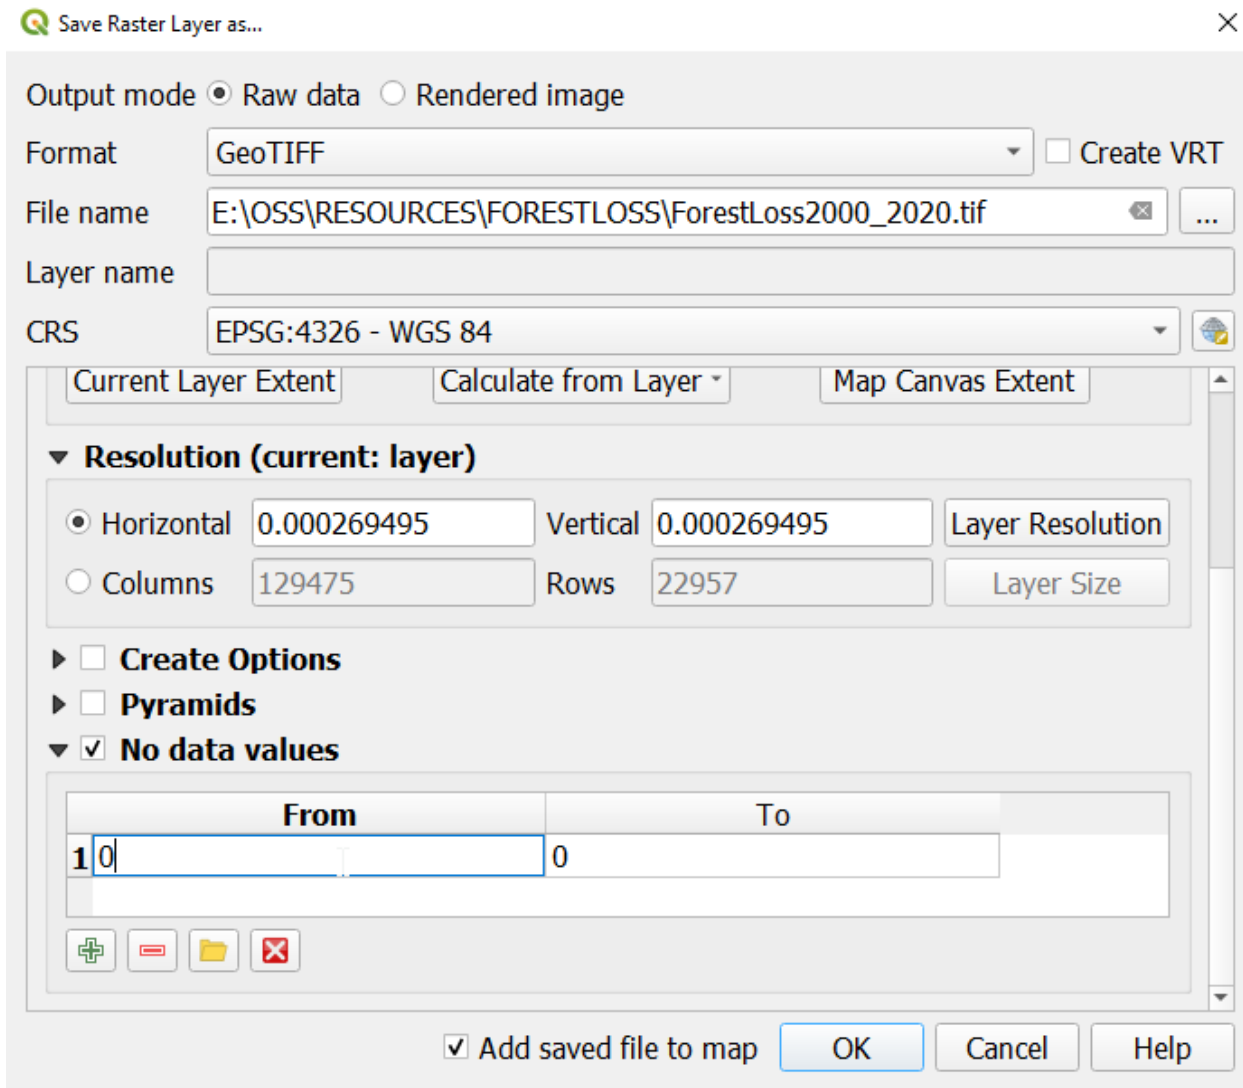 Save Raster Layer as...
Output mode Raw data Rendered image
Format GeoTIFF Create VRT
File name E:\OSS\RESOURCES\FORESTLOSS\ForestLoss2000_2020.tif ...
Layer name
CRS EPSG:4326 - WGS 84
Current Layer Extent Calculate from Layer Map Canvas Extent
Resolution (current: layer)
Horizontal 0.000269495 Vertical 0.000269495 Layer Resolution
Columns 129475 Rows 22957 Layer Size
Create Options
Pyramids
No data values
From To
1 0 0
Add saved file to map OK Cancel Help